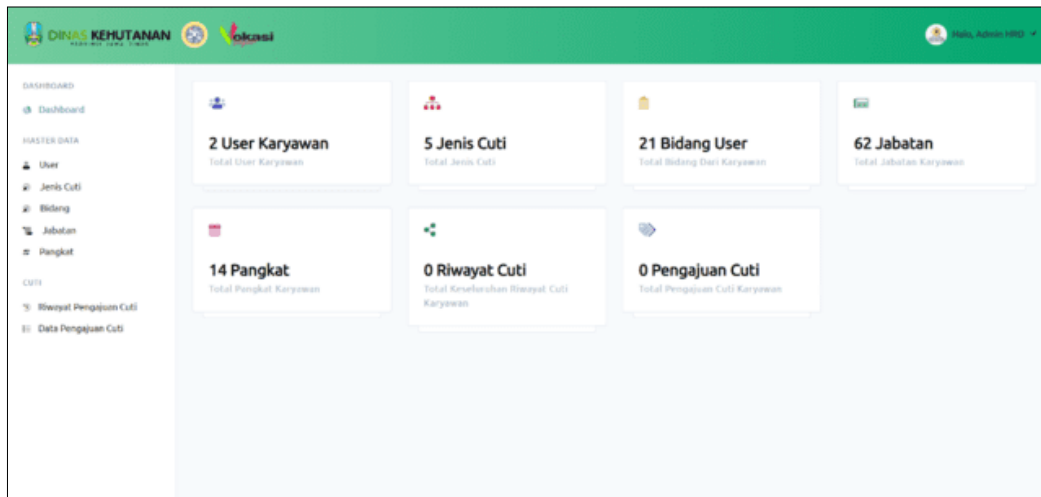 DINAS KEHUTANAN
PROVINSI JAWA TIMUR
Vokasi
Halo, Admin HRD
DASHBOARD
Dashboard
MASTER DATA
User
Jenis Cuti
Bidang
Jabatan
Pangkat
CUTI
Riwayat Pengajuan Cuti
Data Pengajuan Cuti
2 User Karyawan
Total User Karyawan
5 Jenis Cuti
Total Jenis Cuti
21 Bidang User
Total Bidang Dari Karyawan
62 Jabatan
Total Jabatan Karyawan
14 Pangkat
Total Pangkat Karyawan
0 Riwayat Cuti
Total Keseluruhan Riwayat Cuti
Karyawan
0 Pengajuan Cuti
Total Pengajuan Cuti Karyawan